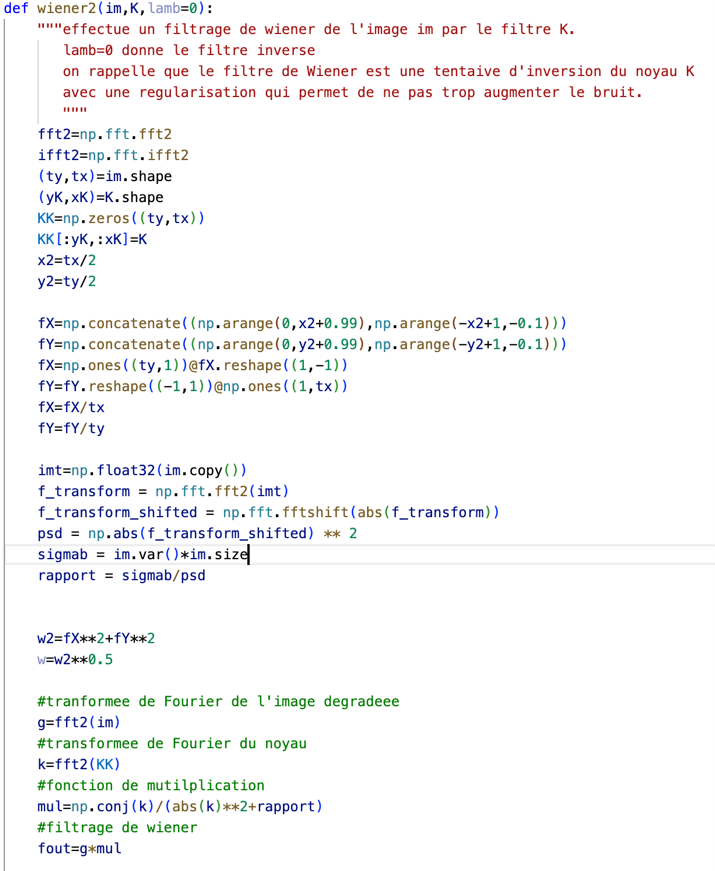 def wiener2(im,K,lamb=0):
    """effectue un filtrage de wiener de l'image im par le filtre K.
       lamb=0 donne le filtre inverse
       on rappelle que le filtre de Wiener est une tentaive d'inversion du noyau K
       avec une regularisation qui permet de ne pas trop augmenter le bruit.
       """
    fft2=np.fft.fft2
    ifft2=np.fft.ifft2
    (ty,tx)=im.shape
    (yK,xK)=K.shape
    KK=np.zeros((ty,tx))
    KK[:yK,:xK]=K
    x2=tx/2
    y2=ty/2

    fX=np.concatenate((np.arange(0,x2+0.99),np.arange(-x2+1,-0.1)))
    fY=np.concatenate((np.arange(0,y2+0.99),np.arange(-y2+1,-0.1)))
    fX=np.ones((ty,1))@fX.reshape((1,-1))
    fY=fY.reshape((-1,1))@np.ones((1,tx))
    fX=fX/tx
    fY=fY/ty

    imt=np.float32(im.copy())
    f_transform = np.fft.fft2(imt)
    f_transform_shifted = np.fft.fftshift(abs(f_transform))
    psd = np.abs(f_transform_shifted) ** 2
    sigmab = im.var()*im.size
    rapport = sigmab/psd


    w2=fX**2+fY**2
    w=w2**0.5

    #tranformee de Fourier de l'image degradeee
    g=fft2(im)
    #transformee de Fourier du noyau
    k=fft2(KK)
    #fonction de mutilplication
    mul=np.conj(k)/(abs(k)**2+rapport)
    #filtrage de wiener
    fout=g*mul